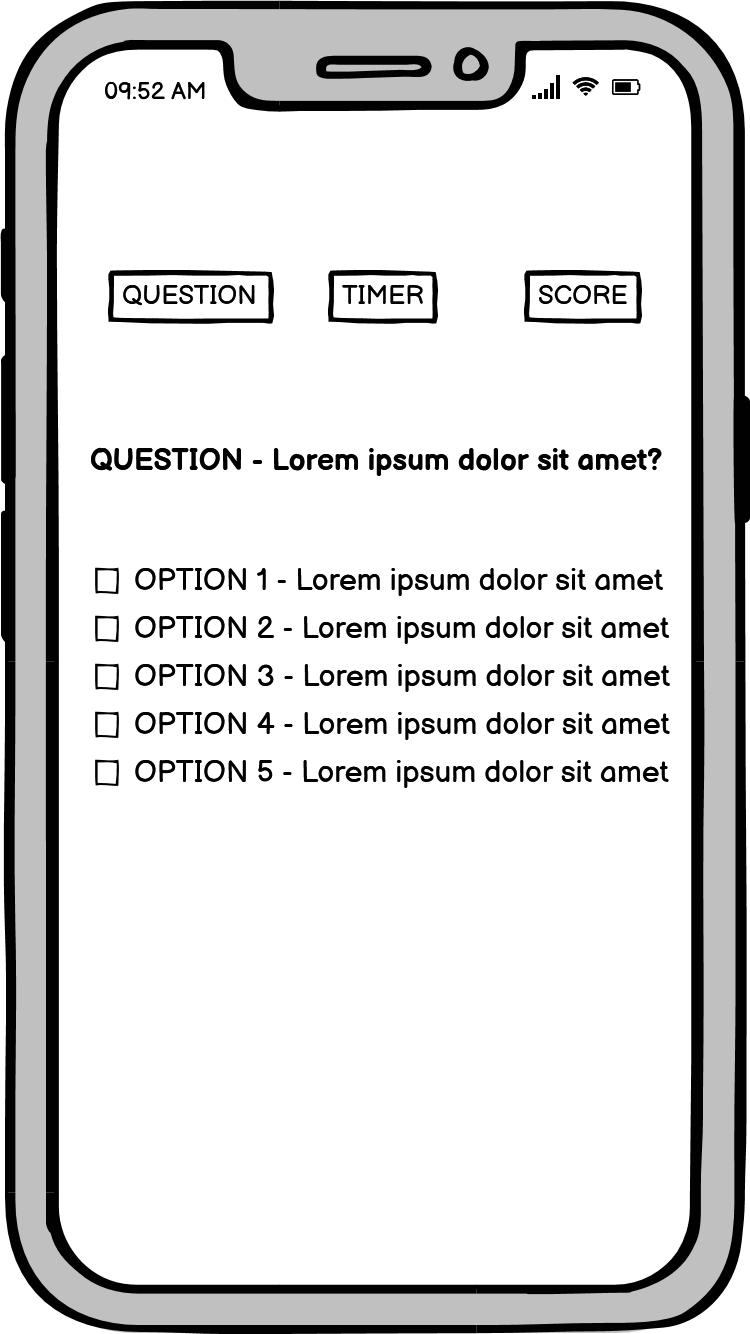 09:52 AM
QUESTION TIMER SCORE
QUESTION - Lorem ipsum dolor sit amet?
OPTION 1 - Lorem ipsum dolor sit amet
OPTION 2 - Lorem ipsum dolor sit amet
OPTION 3 - Lorem ipsum dolor sit amet
OPTION 4 - Lorem ipsum dolor sit amet
OPTION 5 - Lorem ipsum dolor sit amet